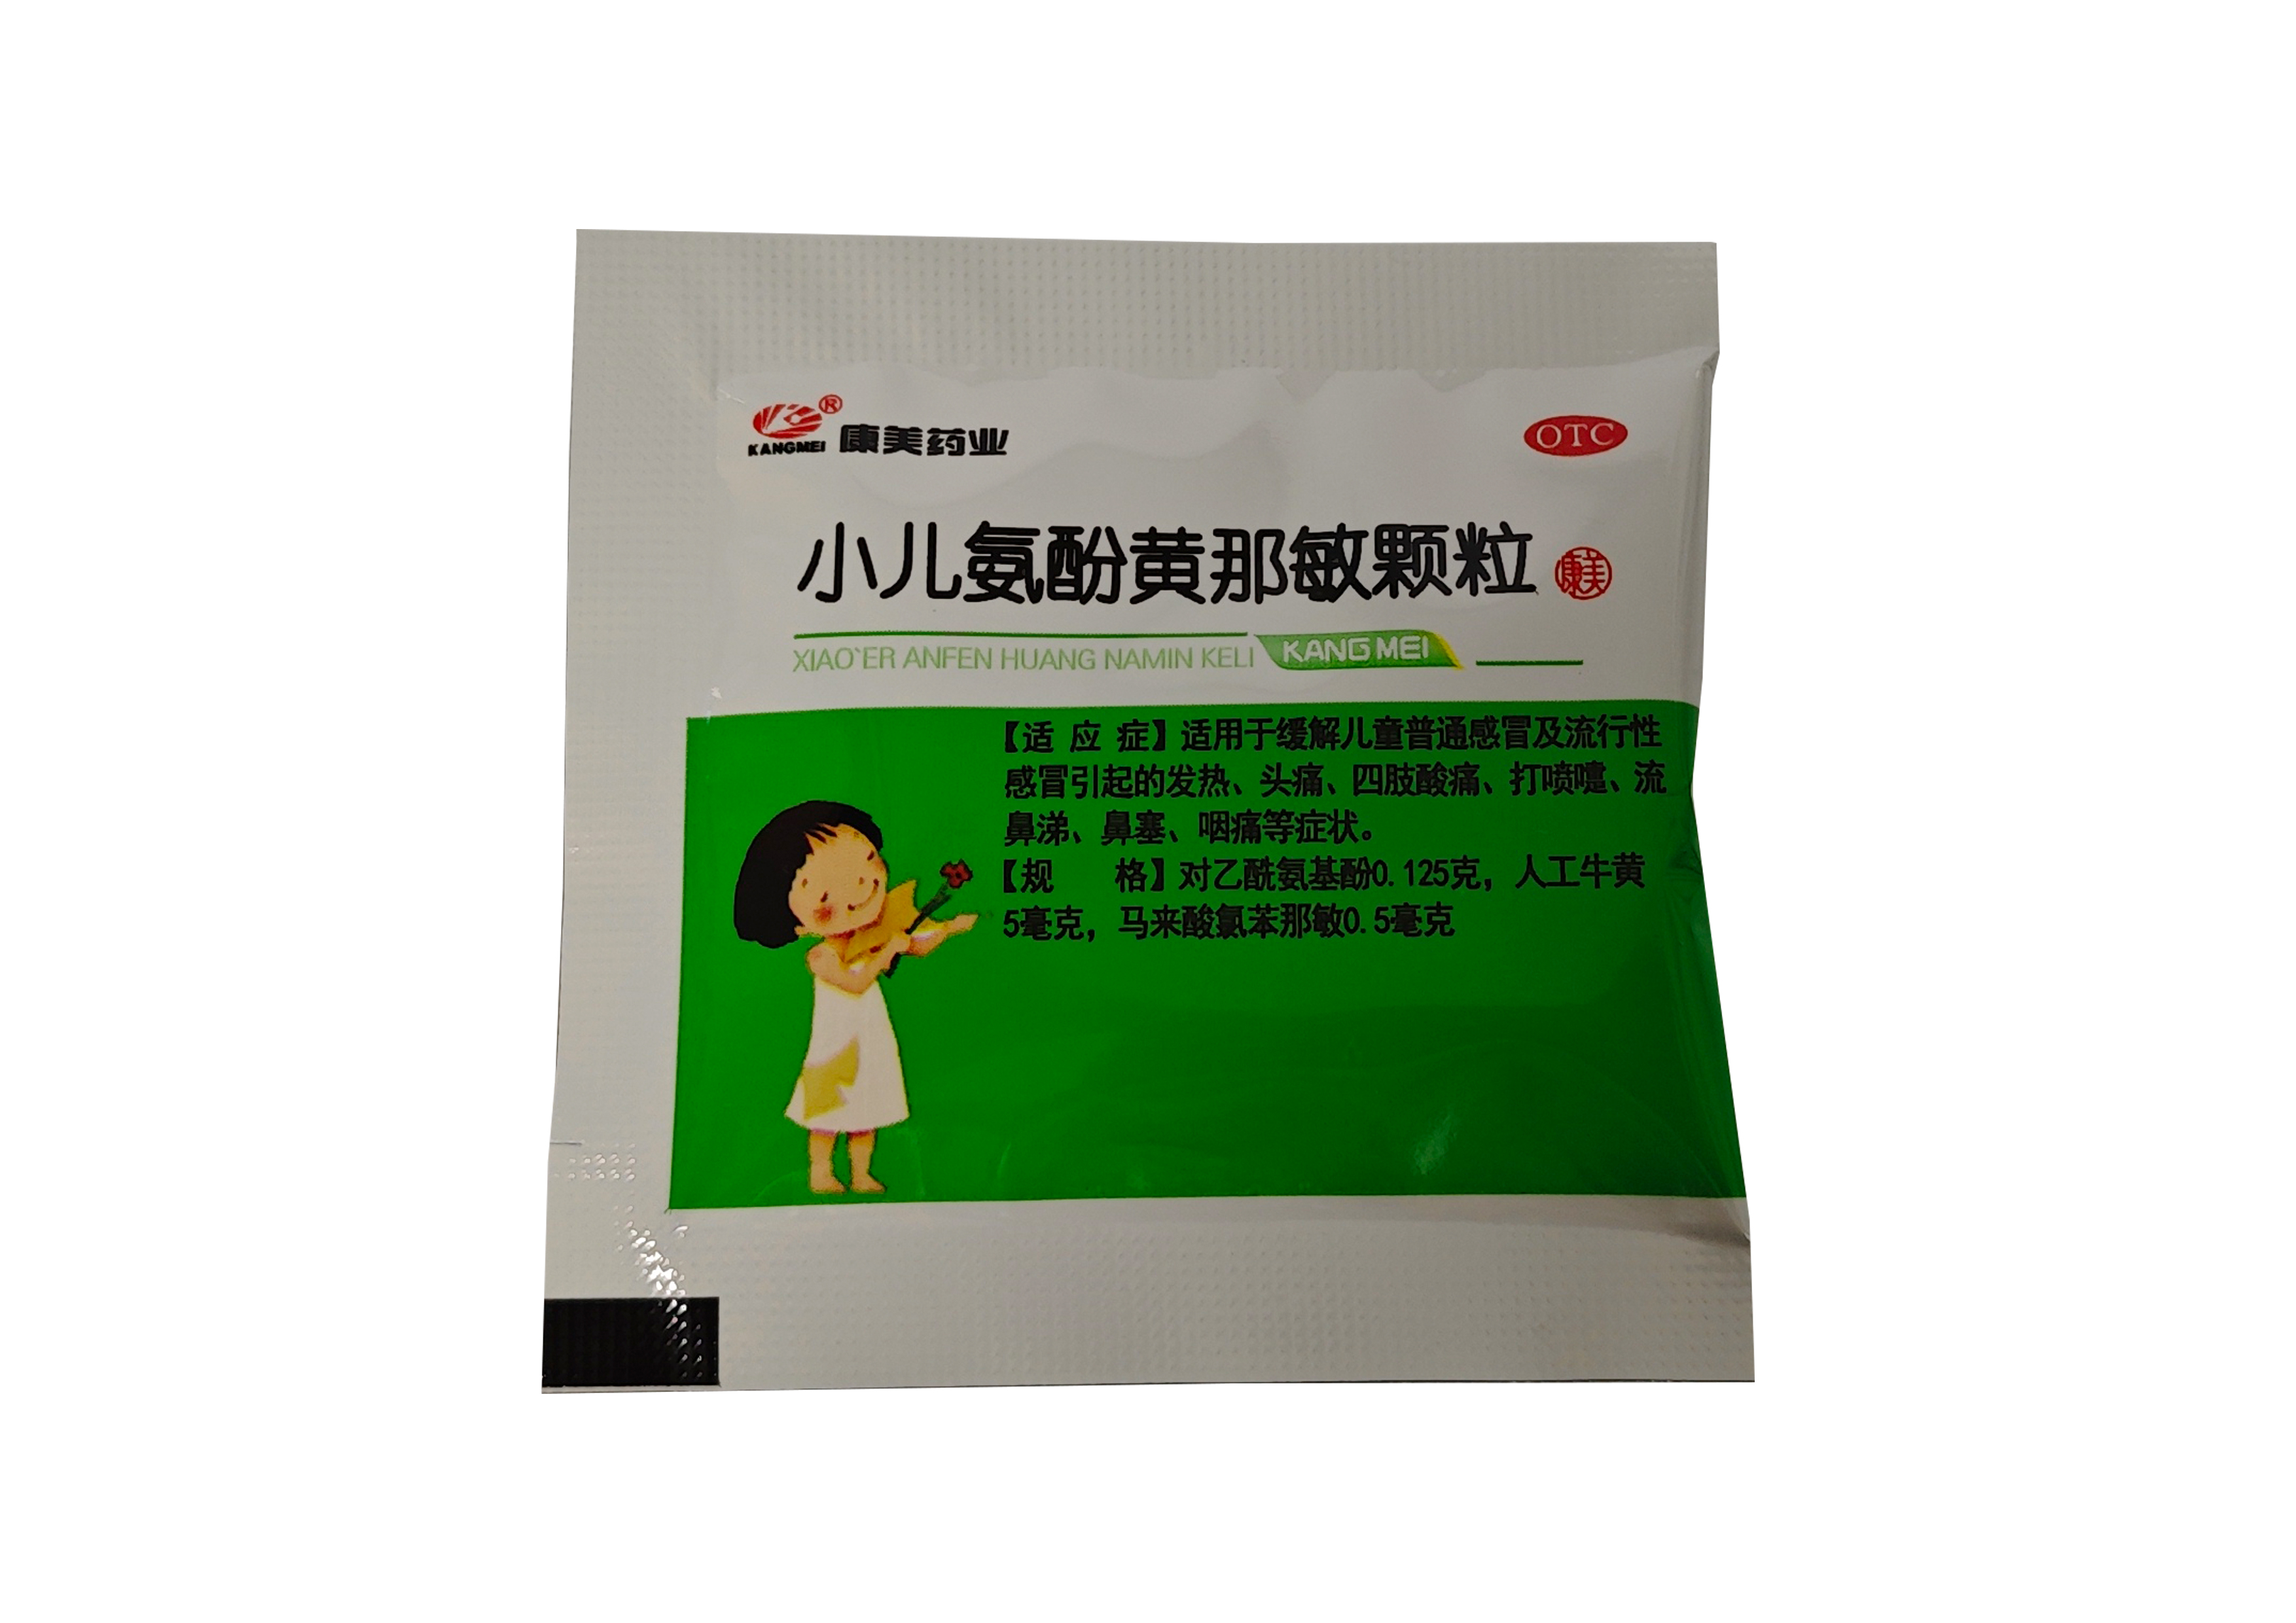 KANGMEI® 康美药业
OTC
小儿氨酚黄那敏颗粒 康美
XIAO`ER ANFEN HUANG NAMIN KELI KANG MEI
【适 应 症】适用于缓解儿童普通感冒及流行性
感冒引起的发热、头痛、四肢酸痛、打喷嚏、流
鼻涕、鼻塞、咽痛等症状。
【规 格】对乙酰氨基酚0.125克，人工牛黄
5毫克，马来酸氯苯那敏0.5毫克